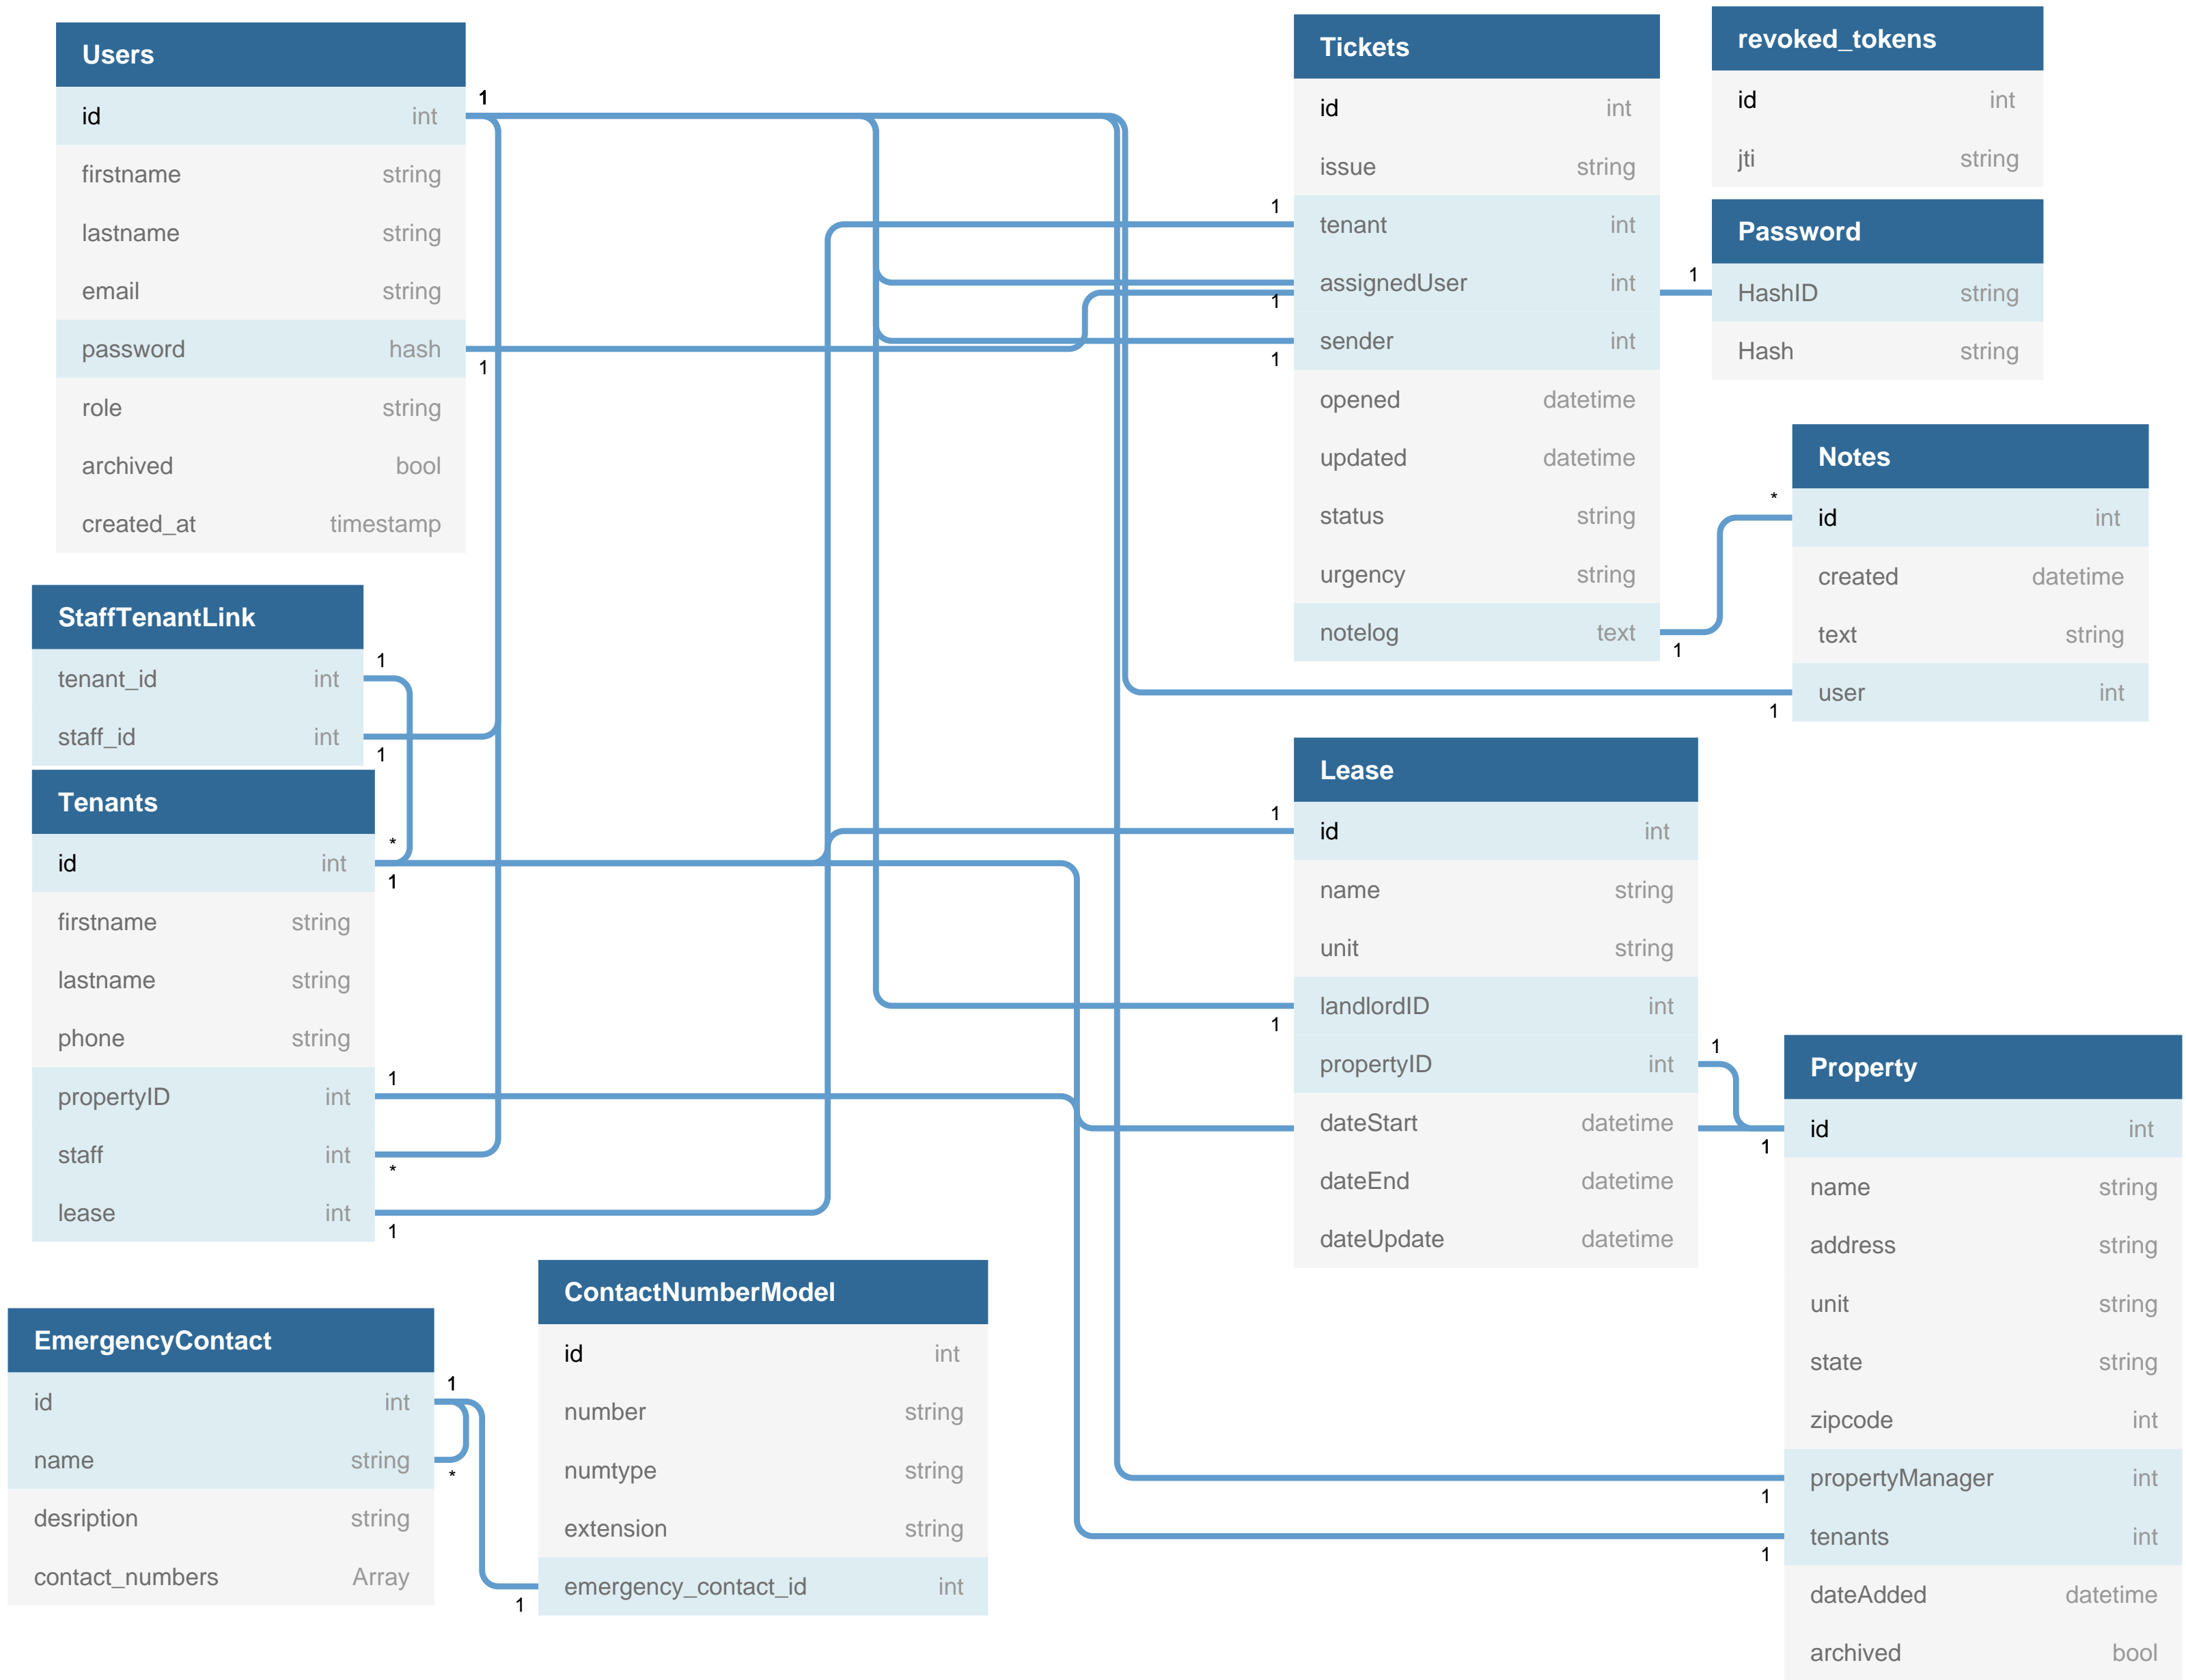 Users
id int
firstname string
lastname string
email string
password hash
role string
archived bool
created_at timestamp
1
1
Tickets
id int
issue string
tenant int
assignedUser int
sender int
opened datetime
updated datetime
status string
urgency string
notelog text
1
1
1
1
revoked_tokens
id int
jti string
Password
HashID string
Hash string
1
Notes
id int
created datetime
text string
user int
*
1
StaffTenantLink
tenant_id int
staff_id int
1
1
Tenants
id int
firstname string
lastname string
phone string
propertyID int
staff int
lease int
*
1
1
*
1
Lease
id int
name string
unit string
landlordID int
propertyID int
dateStart datetime
dateEnd datetime
dateUpdate datetime
1
1
1
Property
id int
name string
address string
unit string
state string
zipcode int
propertyManager int
tenants int
dateAdded datetime
archived bool
1
1
1
EmergencyContact
id int
name string
desription string
contact_numbers Array
1
*
ContactNumberModel
id int
number string
numtype string
extension string
emergency_contact_id int
1